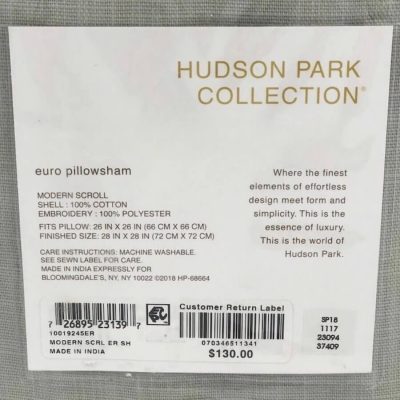 HUDSON PARK
COLLECTION®
euro pillowsham
MODERN SCROLL
SHELL : 100% COTTON
EMBROIDERY : 100% POLYESTER
FITS PILLOW: 26 IN X 26 IN (66 CM X 66 CM)
FINISHED SIZE: 28 IN X 28 IN (72 CM X 72 CM)
CARE INSTRUCTIONS: MACHINE WASHABLE.
SEE SEWN LABEL FOR CARE.
MADE IN INDIA EXPRESSLY FOR
BLOOMINGDALE'S, NY, NY 10022 ©2018 HP-68664
Where the finest
elements of effortless
design meet form and
simplicity. This is the
essence of luxury.
This is the world of
Hudson Park.
7 26895 23139 7
10019245ER
MODERN SCRL ER SH
MADE IN INDIA
Customer Return Label
070346511341
$130.00
SP18
1117
23094
37409